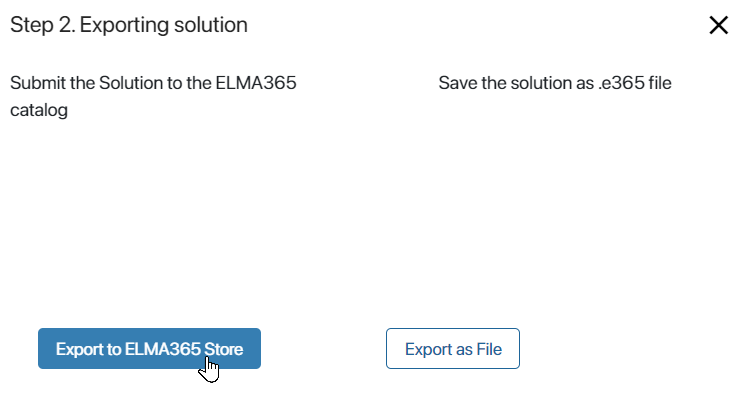 Step 2. Exporting solution
Submit the Solution to the ELMA365
catalog
Save the solution as .e365 file
Export to ELMA365 Store
Export as File